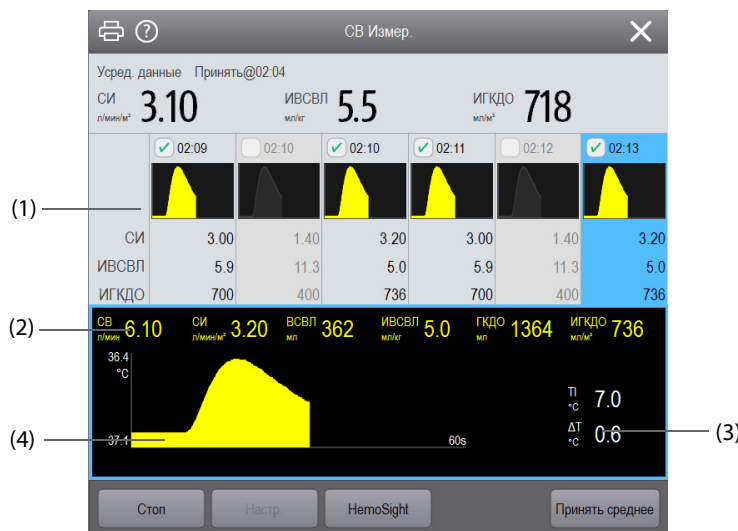 СВ Измер.
Усред. данные Принять@02:04
СИ л/мин/м² 3.10 ИВСВЛ мл/кг 5.5 ИГКДО мл/м² 718
02:09 02:10 02:10 02:11 02:12 02:13
(1)
СИ 3.00 1.40 3.20 3.00 1.40 3.20
ИВСВЛ 5.9 11.3 5.0 5.9 11.3 5.0
ИГКДО 700 400 736 700 400 736
(2)
СВ л/мин 6.10 СИ л/мин/м² 3.20 ВСВЛ мл 362 ИВСВЛ мл/кг 5.0 ГКДО мл 1364 ИГКДО мл/м² 736
36.4
°C
TI °C 7.0
ΔT °C 0.6 (3)
(4) 37.1 60s
Стоп Настр. HemoSight Принять среднее